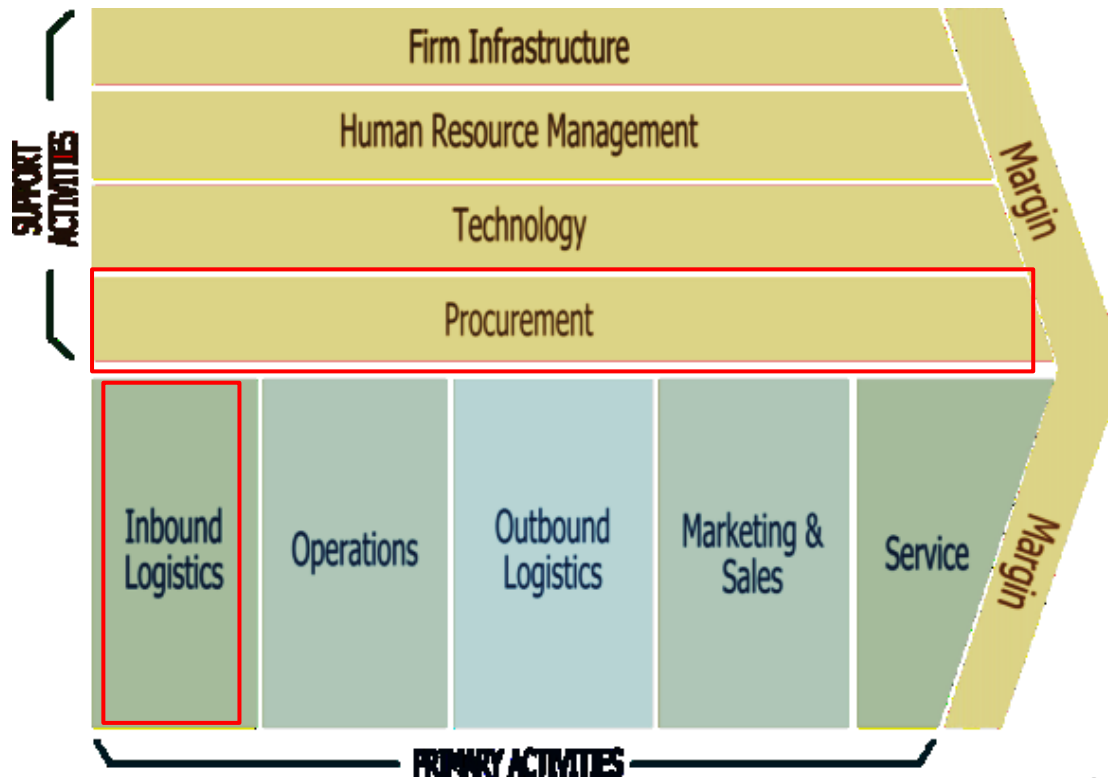 Firm Infrastructure
Human Resource Management
Technology
Procurement
SUPPORT
ACTIVITIES
Margin
Inbound
Logistics
Operations
Outbound
Logistics
Marketing &
Sales
Service
Margin
PRIMARY ACTIVITIES